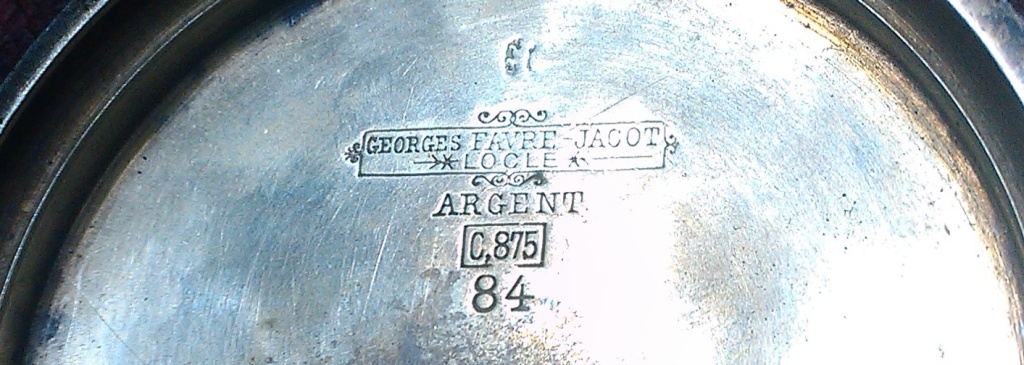 GEORGES FAVRE-JACOT
LOCLE
ARGENT
C,875
84